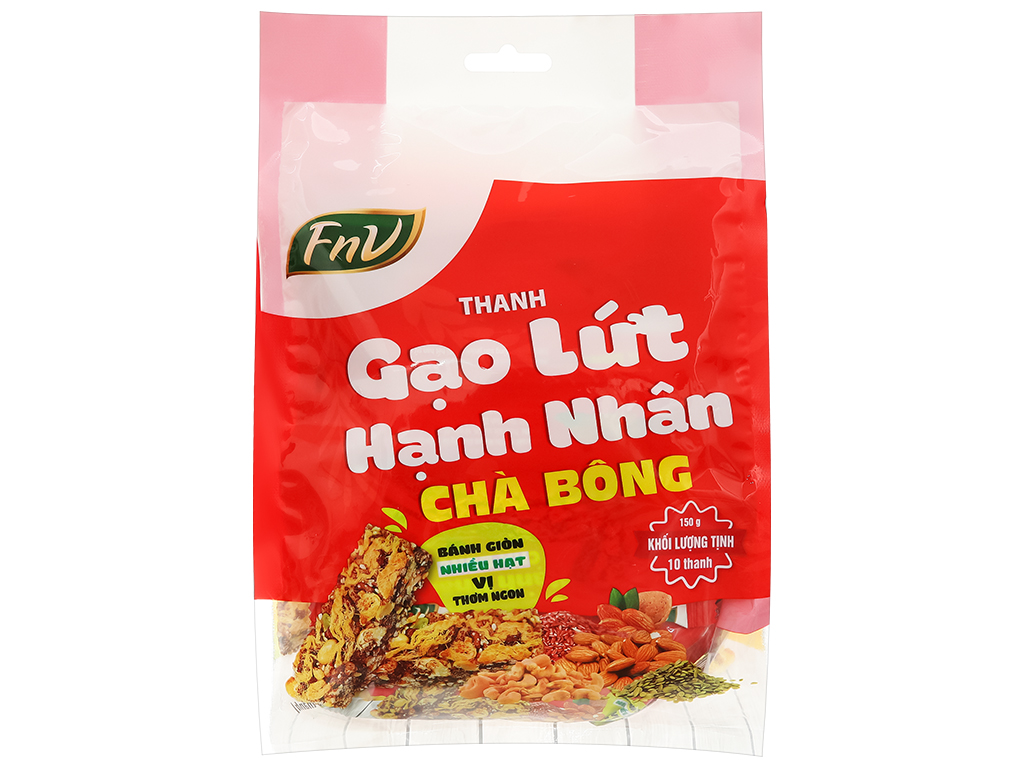 FnV
THANH
Gạo Lứt
Hạnh Nhân
CHÀ BÔNG
BÁNH GIÒN
NHIỀU HẠT
VỊ
THƠM NGON
150 g
KHỐI LƯỢNG TỊNH
10 thanh